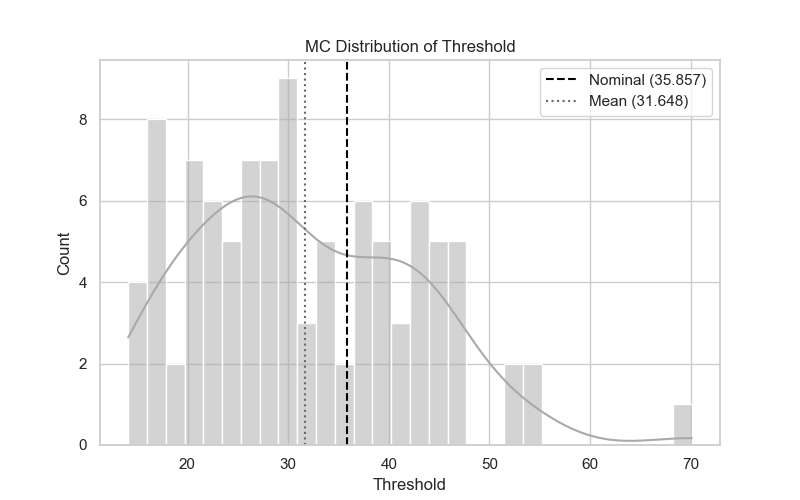 MC Distribution of Threshold
Nominal (35.857)
Mean (31.648)
Count
8
6
4
2
0
20 30 40 50 60 70
Threshold